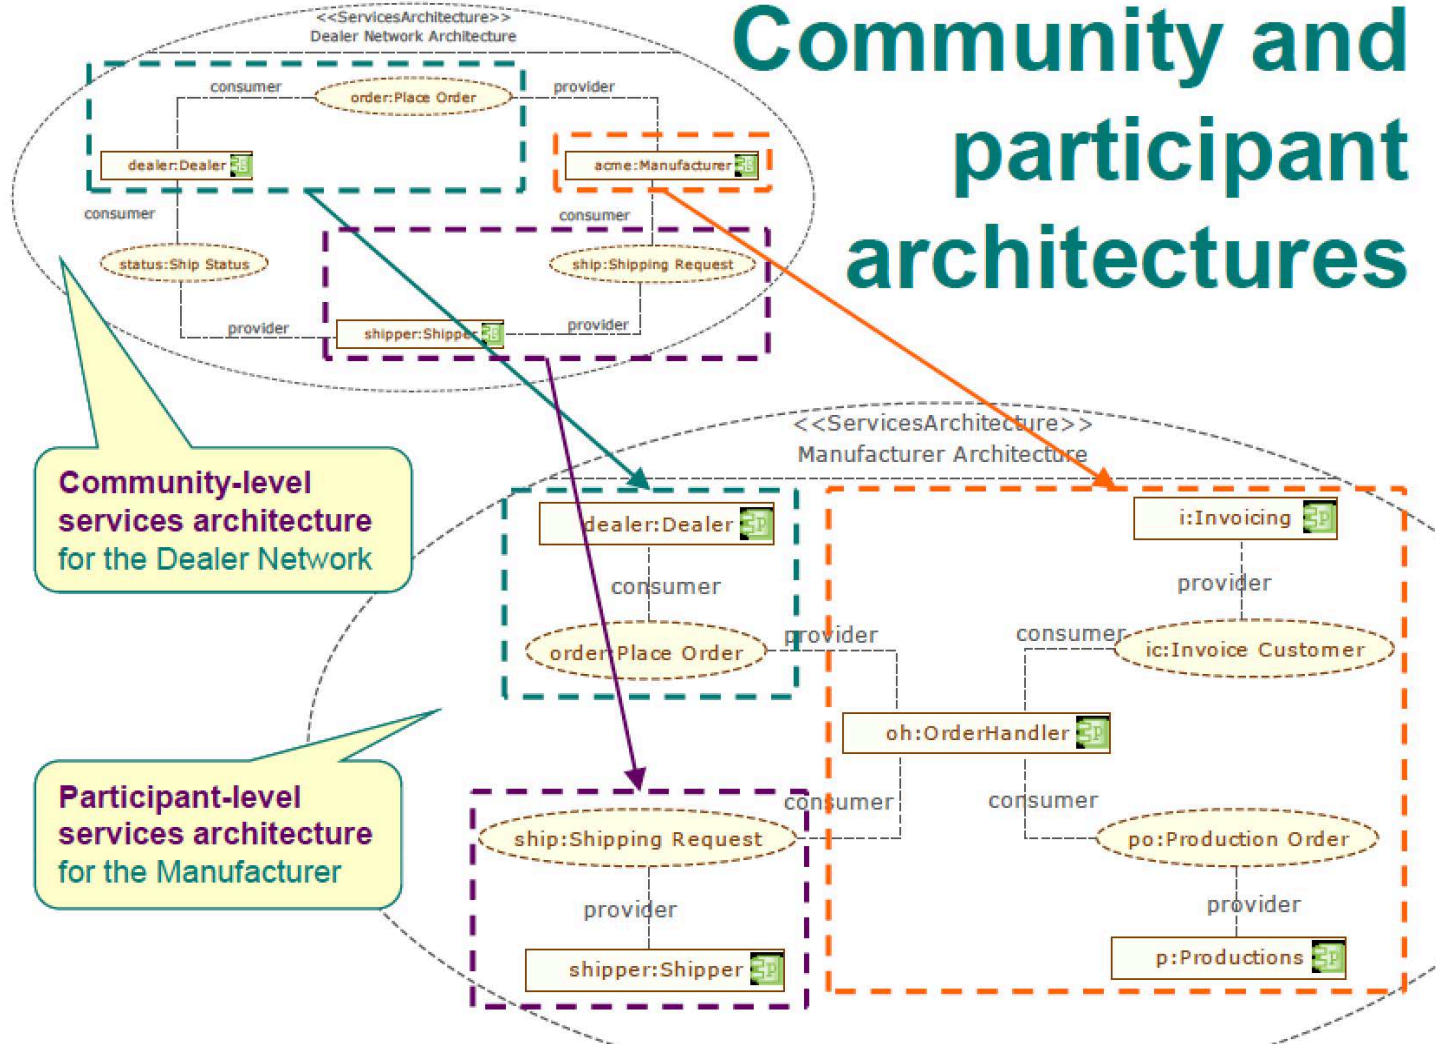 Community and
participant
architectures
<<ServicesArchitecture>>
Dealer Network Architecture
consumer
order:Place Order
provider
dealer:Dealer
acme:Manufacturer
consumer
consumer
status:Ship Status
ship:Shipping Request
provider
shipper:Shipper
provider
Community-level
services architecture
for the Dealer Network
<<ServicesArchitecture>>
Manufacturer Architecture
dealer:Dealer
P
i:Invoicing
P
consumer
provider
order:Place Order
provider
consumer
ic:Invoice Customer
oh:OrderHandler
P
Participant-level
services architecture
for the Manufacturer
consumer
consumer
ship:Shipping Request
po:Production Order
provider
provider
shipper:Shipper
P
p:Productions
P